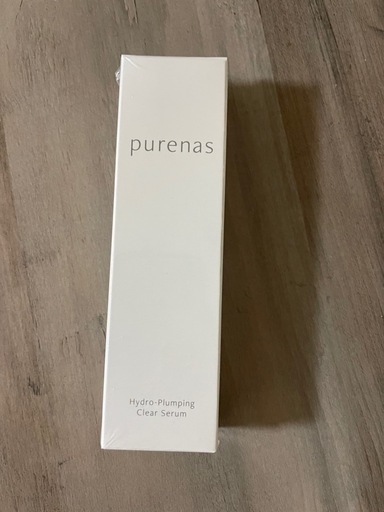 purenas
Hydro-Plumping
Clear Serum